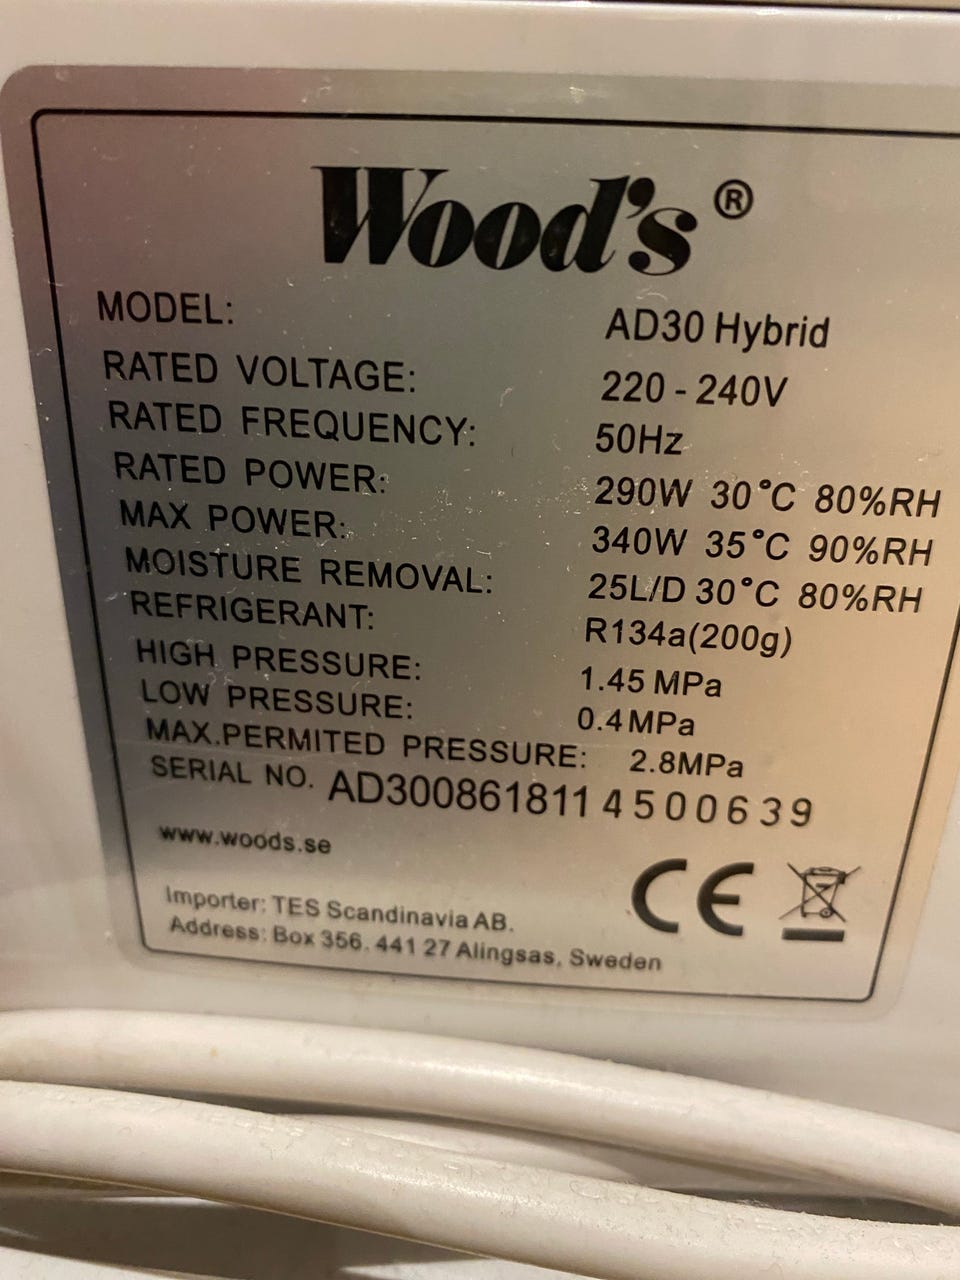 Wood's®
MODEL: AD30 Hybrid
RATED VOLTAGE: 220 - 240V
RATED FREQUENCY: 50Hz
RATED POWER: 290W 30°C 80%RH
MAX POWER: 340W 35°C 90%RH
MOISTURE REMOVAL: 25L/D 30°C 80%RH
REFRIGERANT: R134a(200g)
HIGH PRESSURE: 1.45 MPa
LOW PRESSURE: 0.4MPa
MAX.PERMITED PRESSURE: 2.8MPa
SERIAL NO. AD300861811 4500639
www.woods.se
CE
Importer: TES Scandinavia AB.
Address: Box 356. 441 27 Alingsas, Sweden